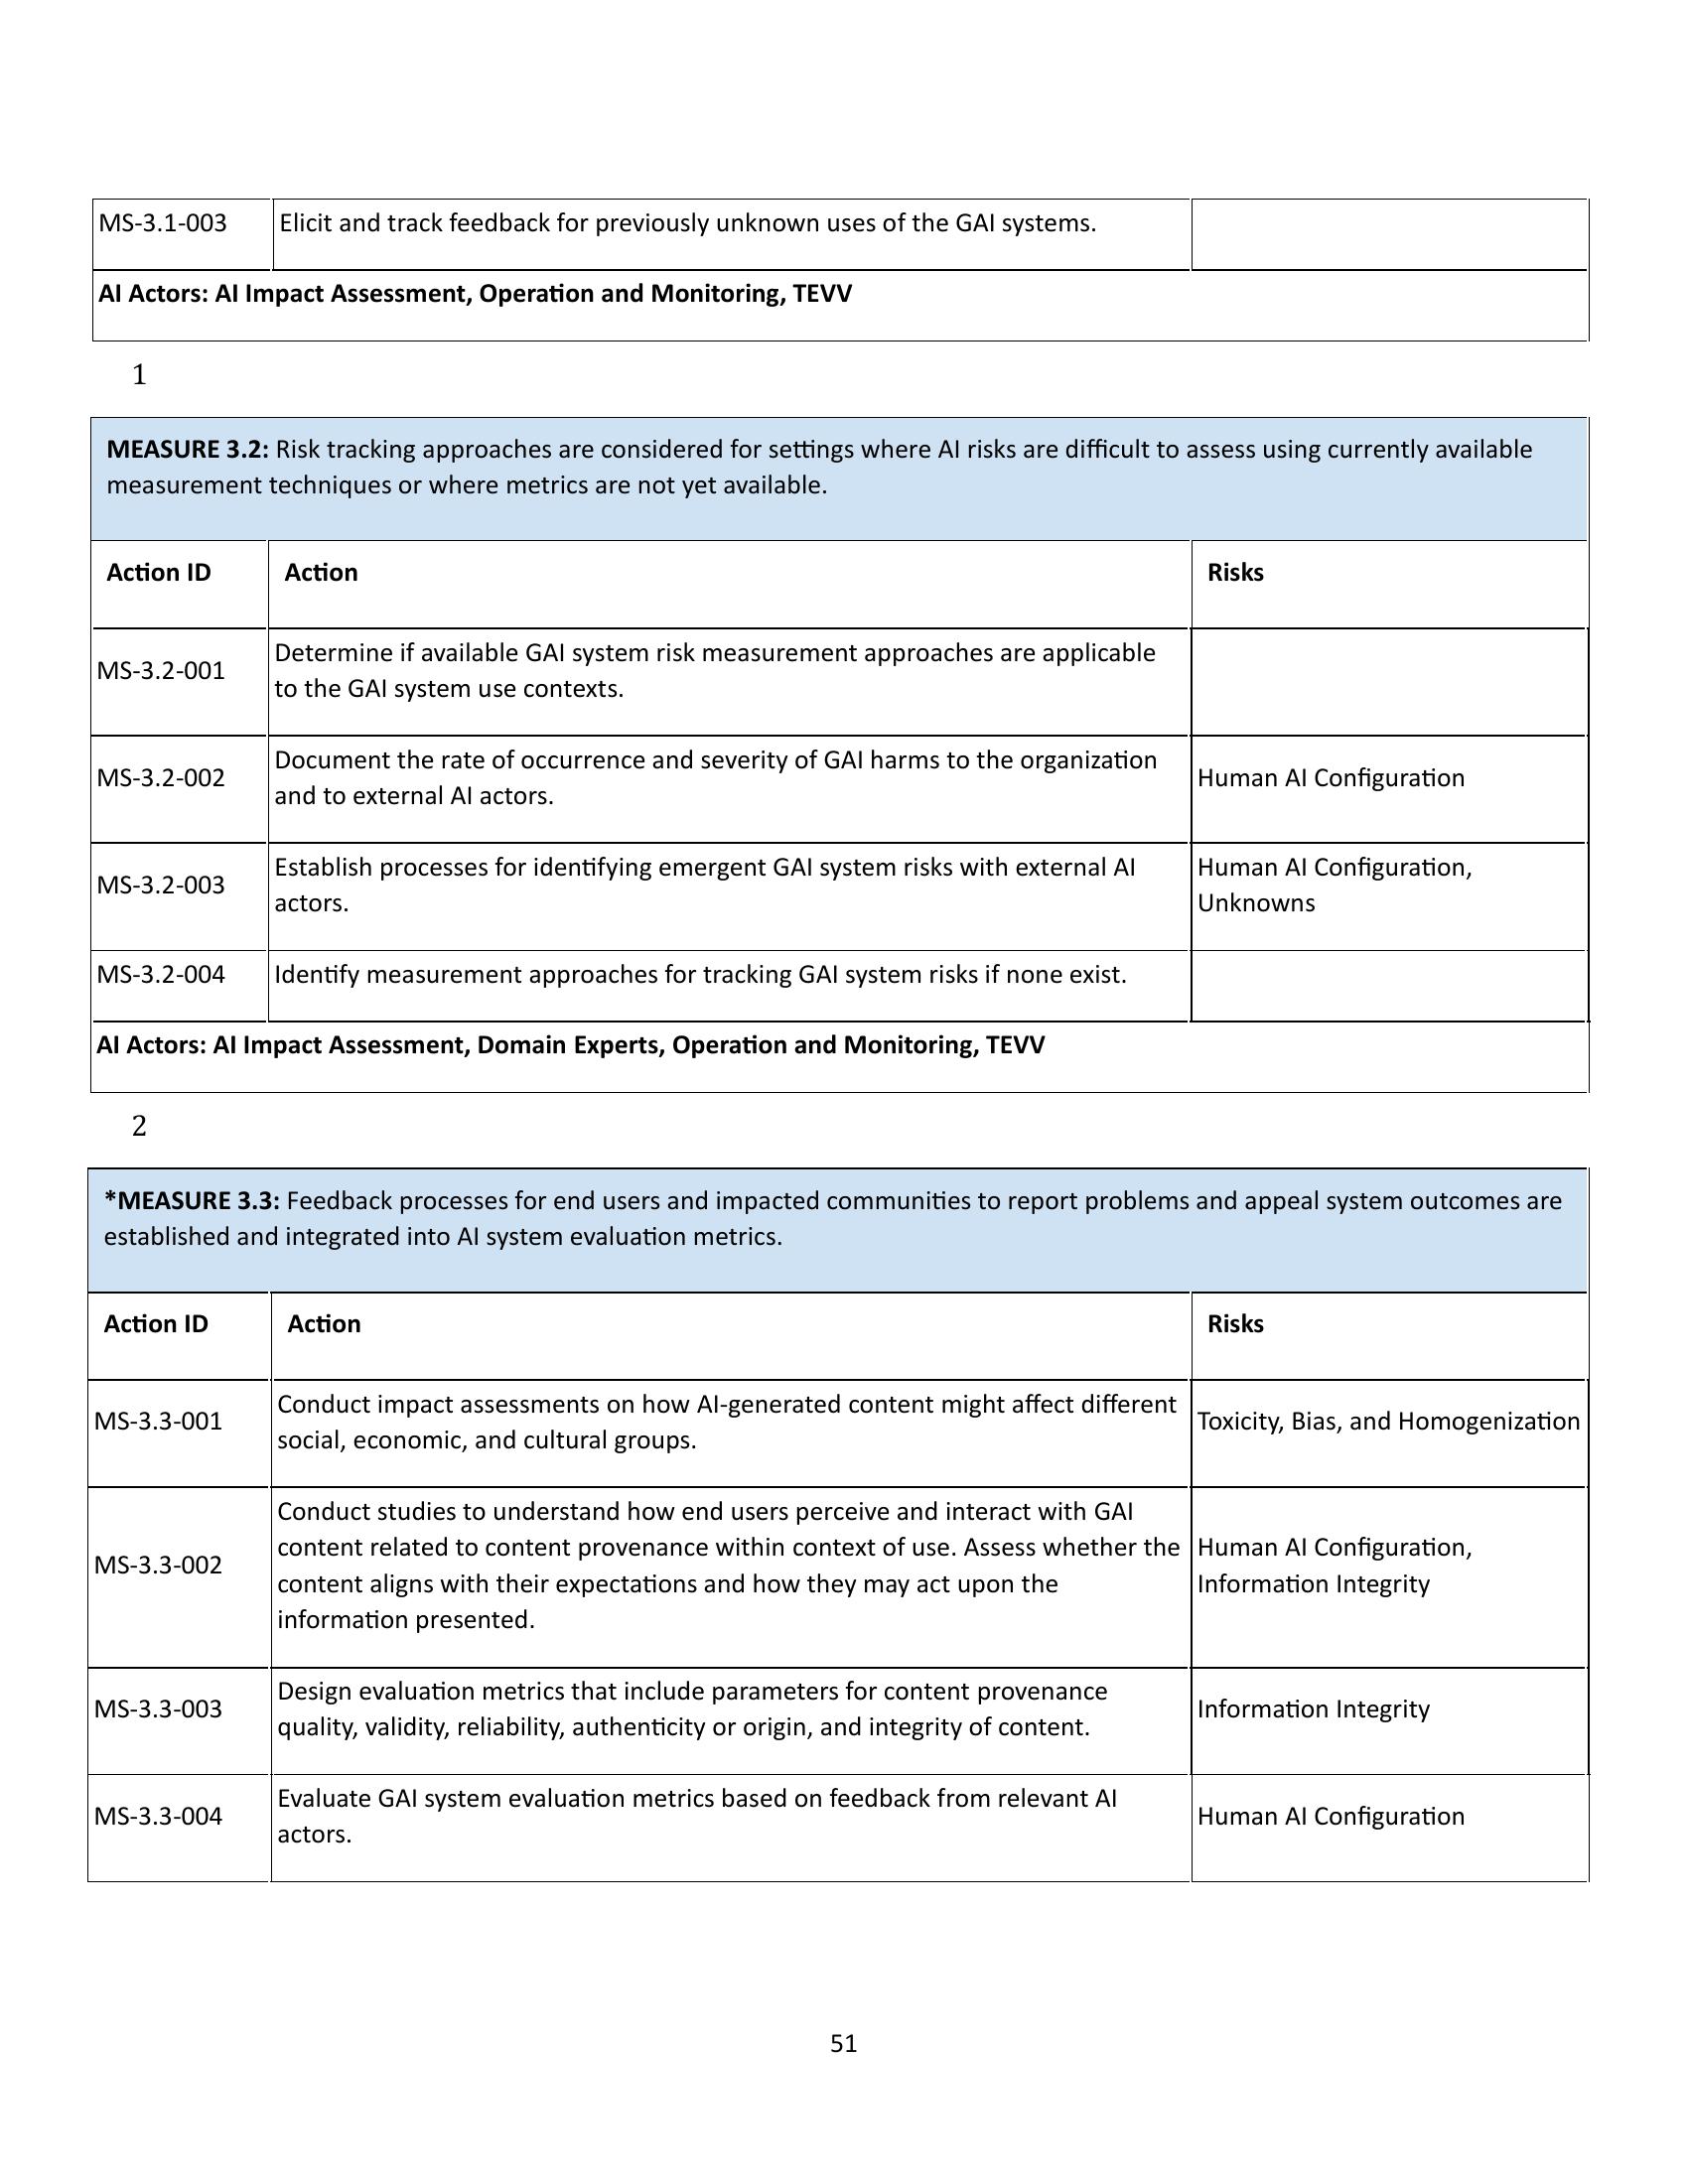 MS-3.1-003
Elicit and track feedback for previously unknown uses of the GAI systems.
AI Actors: AI Impact Assessment, Operation and Monitoring, TEVV
1
MEASURE 3.2: Risk tracking approaches are considered for settings where AI risks are difficult to assess using currently available
measurement techniques or where metrics are not yet available.
Action ID
Action
Risks
MS-3.2-001
Determine if available GAI system risk measurement approaches are applicable
to the GAI system use contexts.
MS-3.2-002
Document the rate of occurrence and severity of GAI harms to the organization
and to external AI actors.
Human AI Configuration
MS-3.2-003
Establish processes for identifying emergent GAI system risks with external AI
actors.
Human AI Configuration,
Unknowns
MS-3.2-004
Identify measurement approaches for tracking GAI system risks if none exist.
AI Actors: AI Impact Assessment, Domain Experts, Operation and Monitoring, TEVV
2
*MEASURE 3.3: Feedback processes for end users and impacted communities to report problems and appeal system outcomes are
established and integrated into AI system evaluation metrics.
Action ID
Action
Risks
MS-3.3-001
Conduct impact assessments on how AI-generated content might affect different
social, economic, and cultural groups.
Toxicity, Bias, and Homogenization
MS-3.3-002
Conduct studies to understand how end users perceive and interact with GAI
content related to content provenance within context of use. Assess whether the
content aligns with their expectations and how they may act upon the
information presented.
Human AI Configuration,
Information Integrity
MS-3.3-003
Design evaluation metrics that include parameters for content provenance
quality, validity, reliability, authenticity or origin, and integrity of content.
Information Integrity
MS-3.3-004
Evaluate GAI system evaluation metrics based on feedback from relevant AI
actors.
Human AI Configuration
51